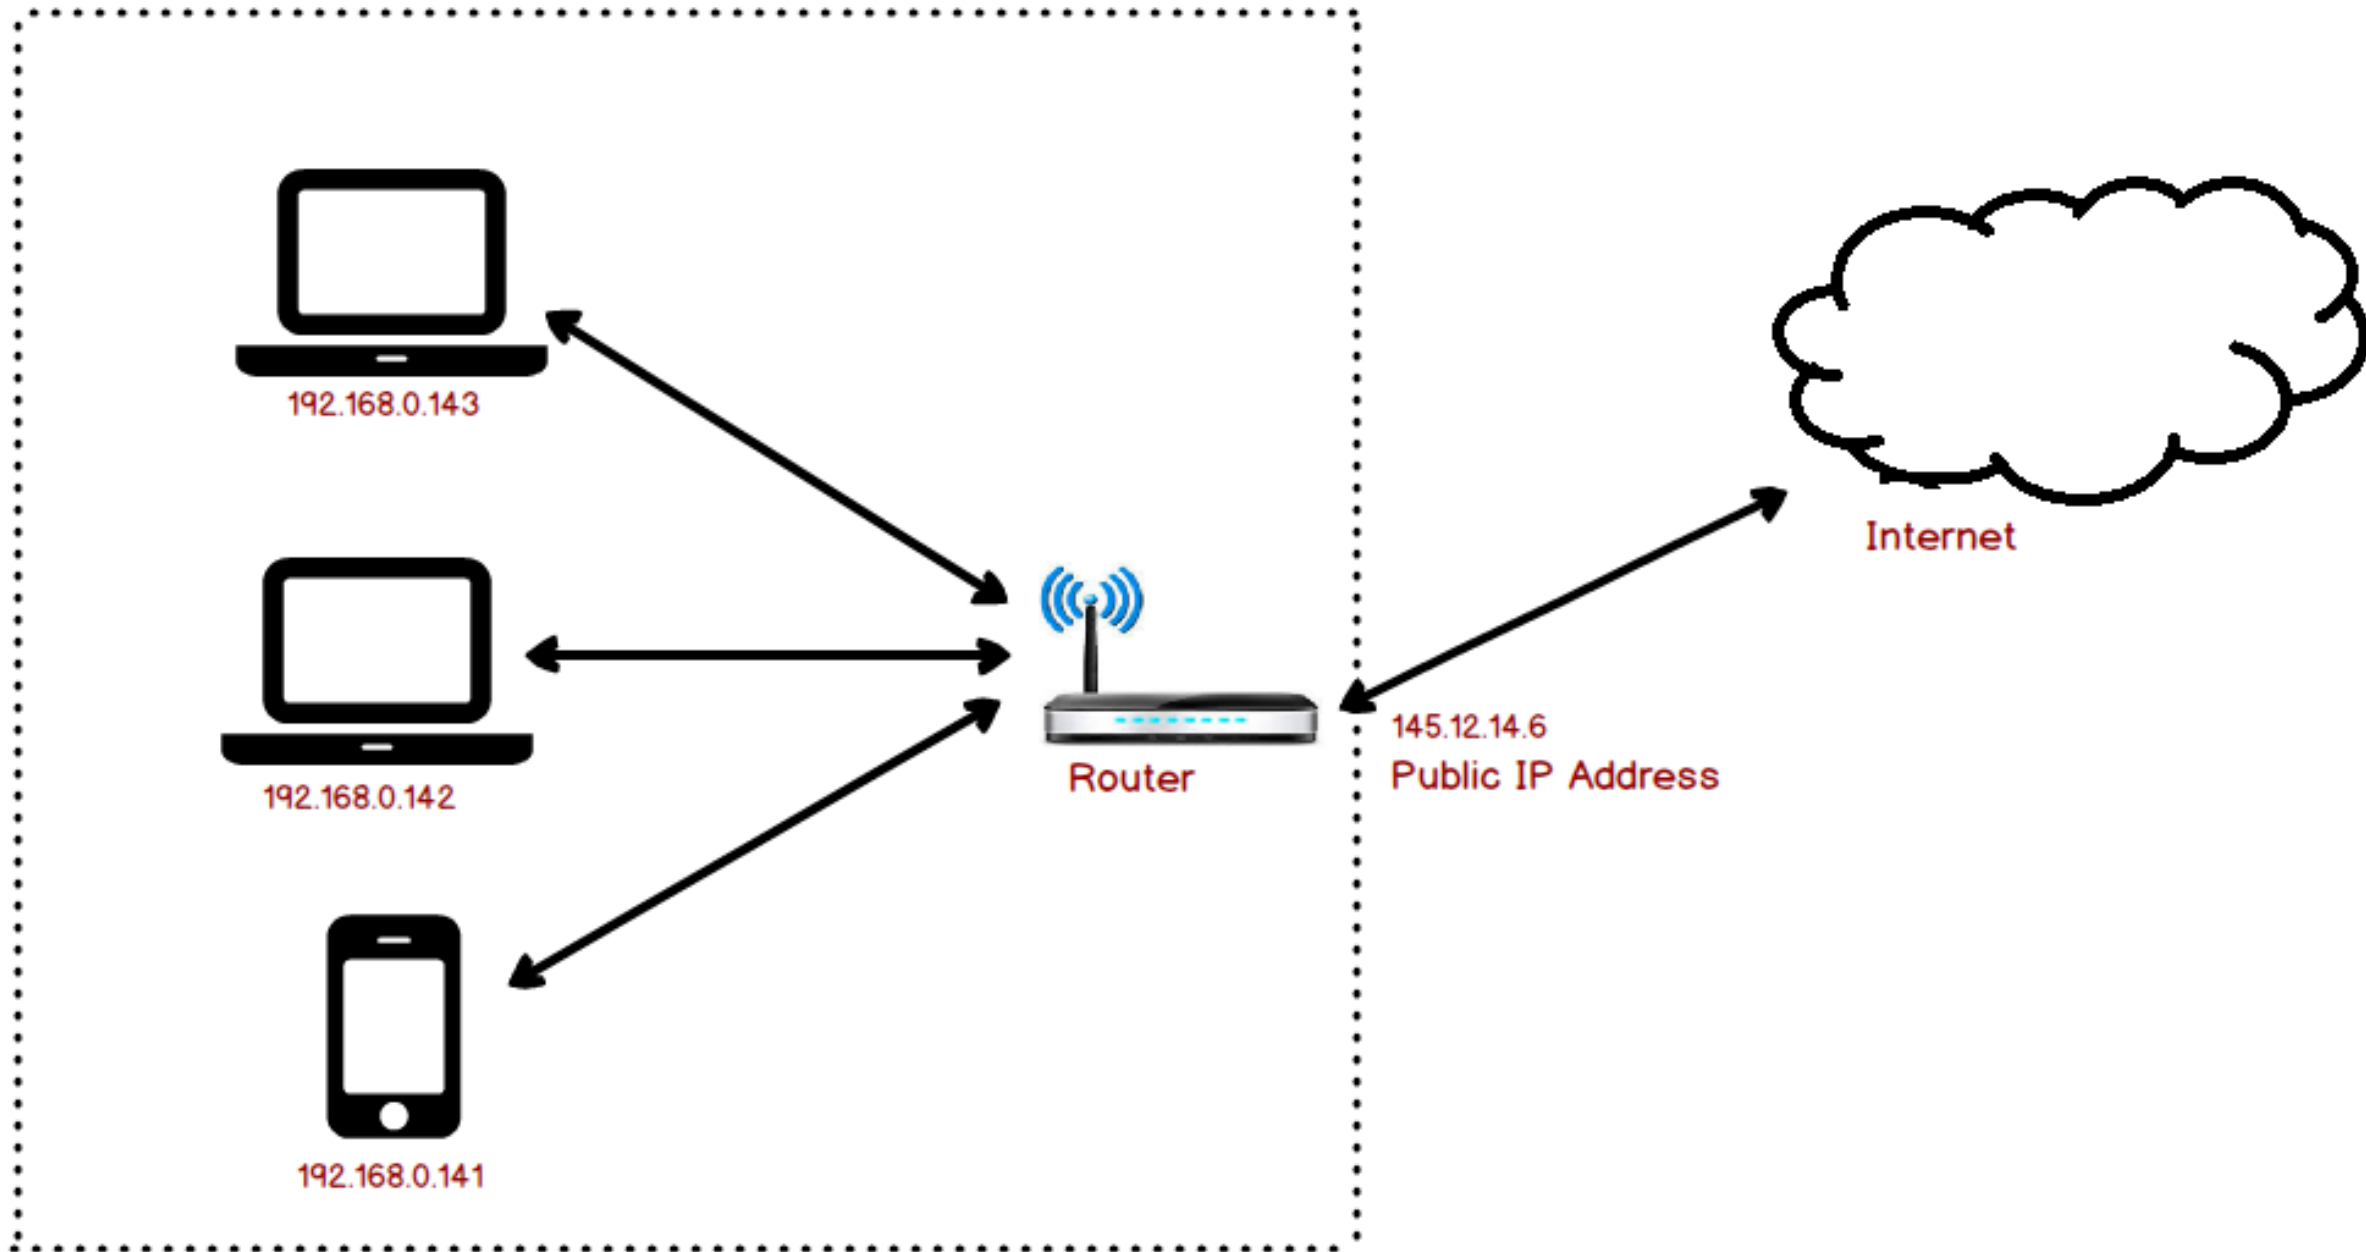 192.168.0.143
192.168.0.142
192.168.0.141
Router
145.12.14.6
Public IP Address
Internet